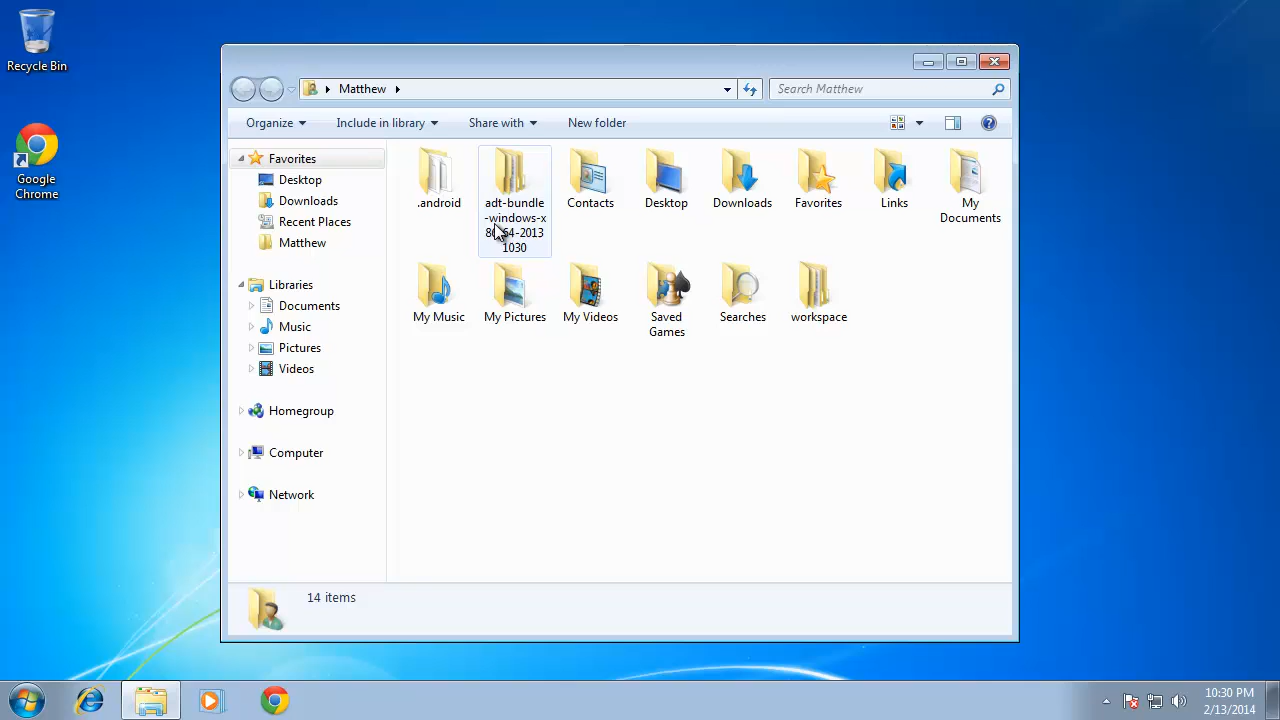 Recycle Bin
Google
Chrome
Matthew
Search Matthew
Organize
Include in library
Share with
New folder
Favorites
Desktop
Downloads
Recent Places
Matthew
Libraries
Documents
Music
Pictures
Videos
Homegroup
Computer
Network
.android
adt-bundle
-windows-x
86_64-2013
1030
Contacts
Desktop
Downloads
Favorites
Links
My
Documents
My Music
My Pictures
My Videos
Saved
Games
Searches
workspace
14 items
10:30 PM
2/13/2014